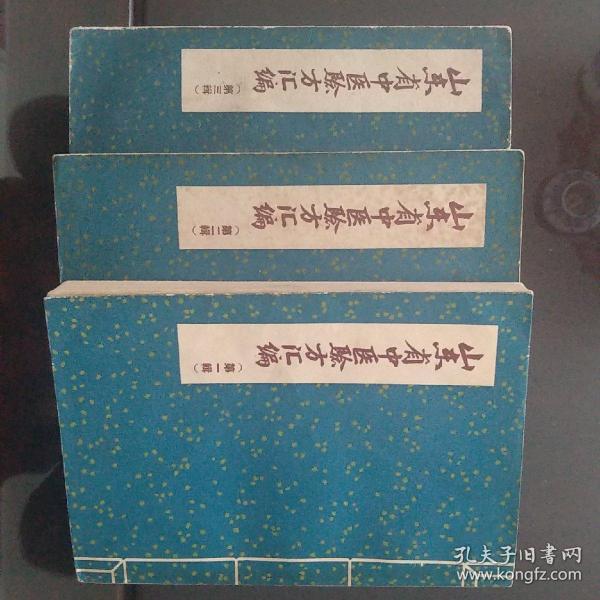 山东省中医验方汇编
（第三辑）
山东省中医验方汇编
（第二辑）
山东省中医验方汇编
（第一辑）
孔夫子旧書网
www.kongfz.com